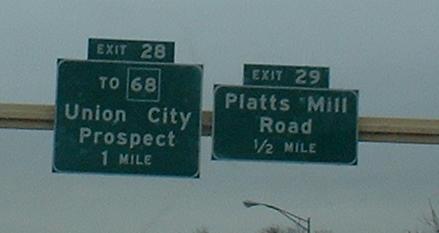 EXIT 28
TO 68
Union City
Prospect
1 MILE
EXIT 29
Platts Mill
Road
1/2 MILE